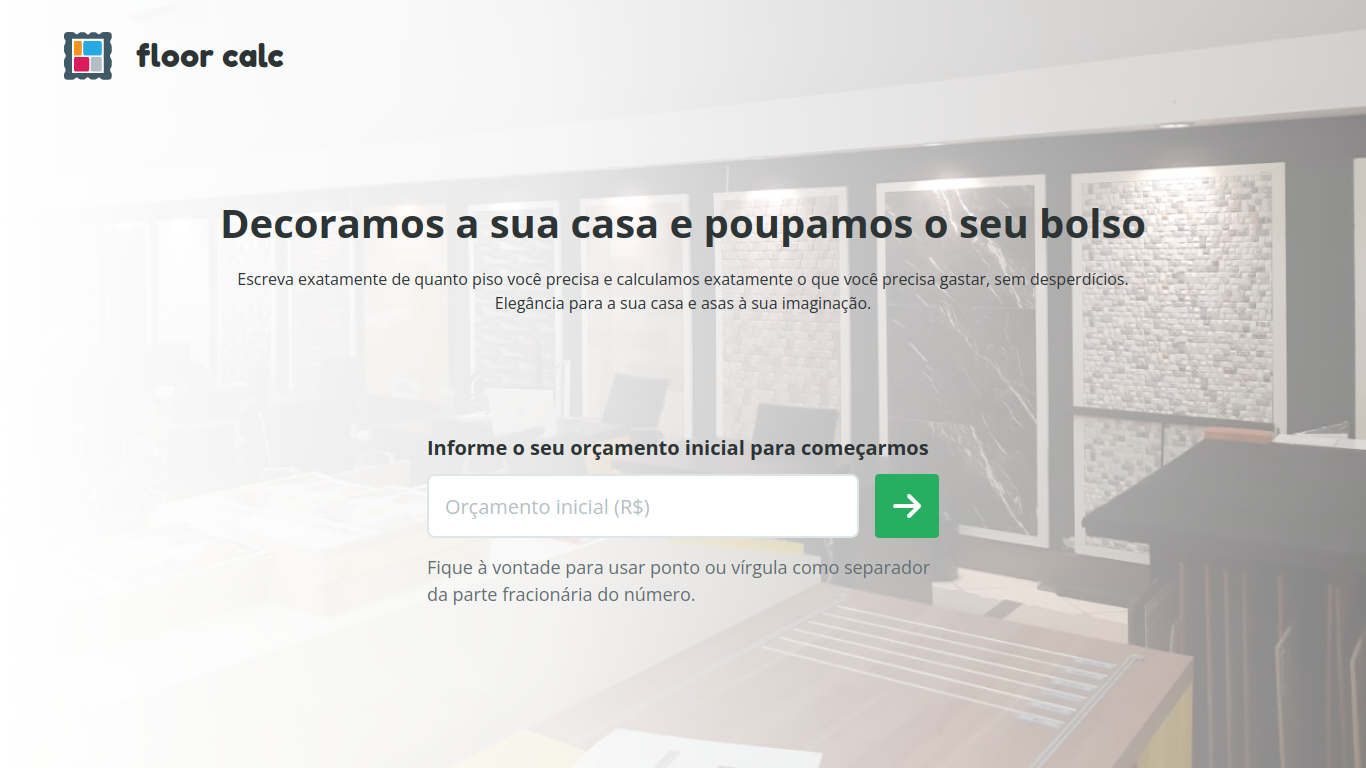 floor calc
Decoramos a sua casa e poupamos o seu bolso
Escreva exatamente de quanto piso você precisa e calculamos exatamente o que você precisa gastar, sem desperdícios.
Elegância para a sua casa e asas à sua imaginação.
Informe o seu orçamento inicial para começarmos
Orçamento inicial (R$)
Fique à vontade para usar ponto ou vírgula como separador
da parte fracionária do número.